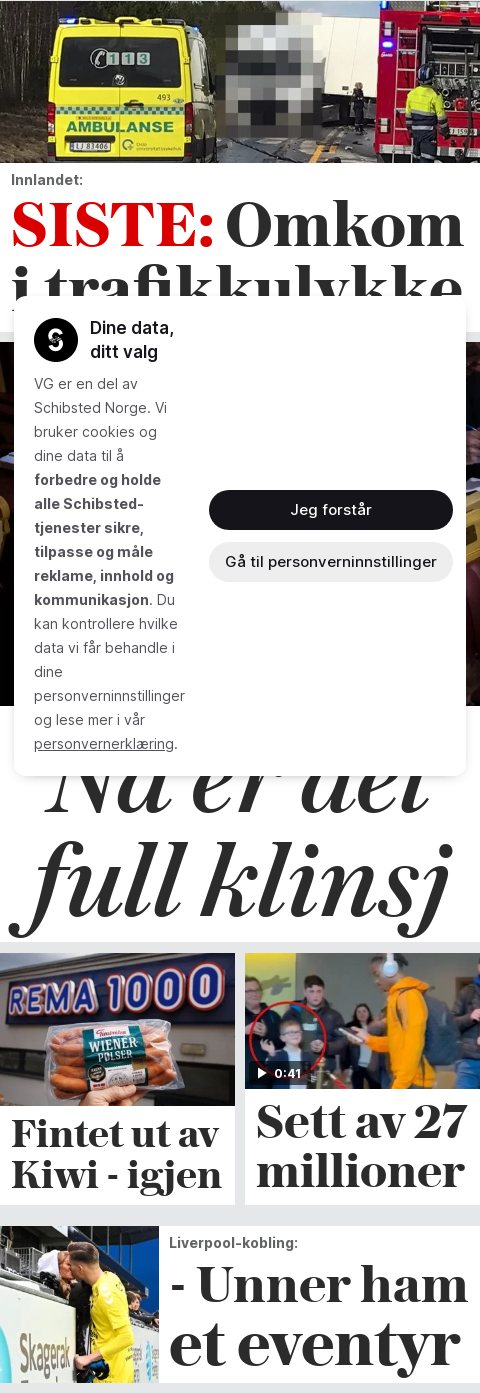 113
493
AMBULANSE
LJ 83406
Innlandet:
SISTE: Omkom
i trafikkulykke
Dine data,
ditt valg
VG er en del av
Schibsted Norge. Vi
bruker cookies og
dine data til å
forbedre og holde
alle Schibsted-
tjenester sikre,
tilpasse og måle
reklame, innhold og
kommunikasjon. Du
kan kontrollere hvilke
data vi får behandle i
dine
personverninnstillinger
og lese mer i vår
personvernerklæring.
Jeg forstår
Gå til personverninnstillinger
Nå er det
full klinsj
REMA 1000
WIENER
PØLSER
0:41
Fintet ut av
Kiwi - igjen
Sett av 27
millioner
Liverpool-kobling:
- Unner ham
et eventyr
Skagerak